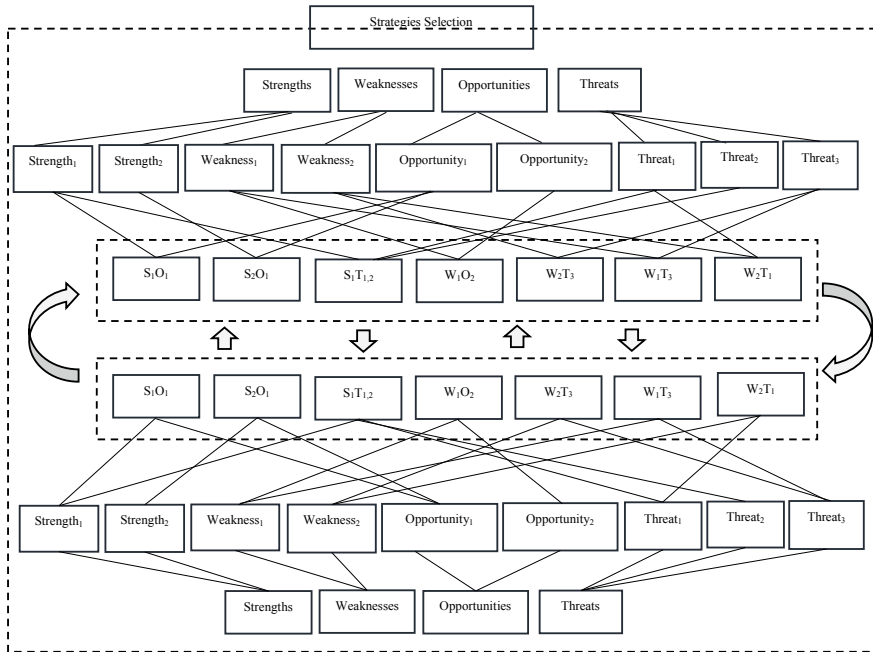 Strategies Selection
Strengths Weaknesses Opportunities Threats
Strength₁ Strength₂ Weakness₁ Weakness₂ Opportunity₁ Opportunity₂ Threat₁ Threat₂ Threat₃
S₁O₁ S₂O₁ S₁T₁,₂ W₁O₂ W₂T₃ W₁T₃ W₂T₁
S₁O₁ S₂O₁ S₁T₁,₂ W₁O₂ W₂T₃ W₁T₃ W₂T₁
Strength₁ Strength₂ Weakness₁ Weakness₂ Opportunity₁ Opportunity₂ Threat₁ Threat₂ Threat₃
Strengths Weaknesses Opportunities Threats